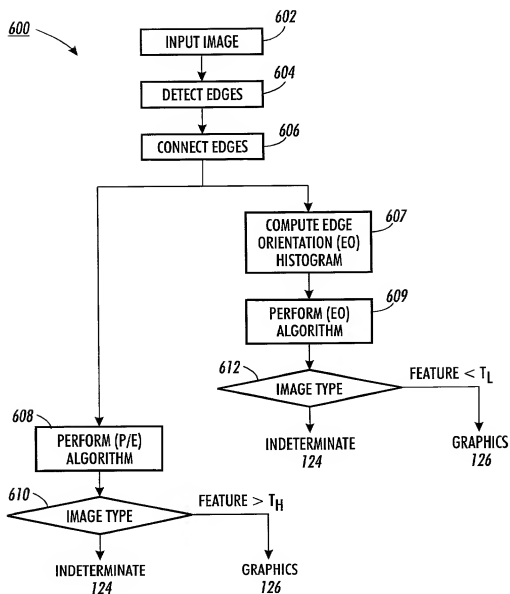 600
602
INPUT IMAGE
604
DETECT EDGES
606
CONNECT EDGES
607
COMPUTE EDGE
ORIENTATION (EO)
HISTOGRAM
609
PERFORM (EO)
ALGORITHM
612
IMAGE TYPE
FEATURE < TL
INDETERMINATE
124
GRAPHICS
126
608
PERFORM (P/E)
ALGORITHM
610
IMAGE TYPE
FEATURE > TH
INDETERMINATE
124
GRAPHICS
126